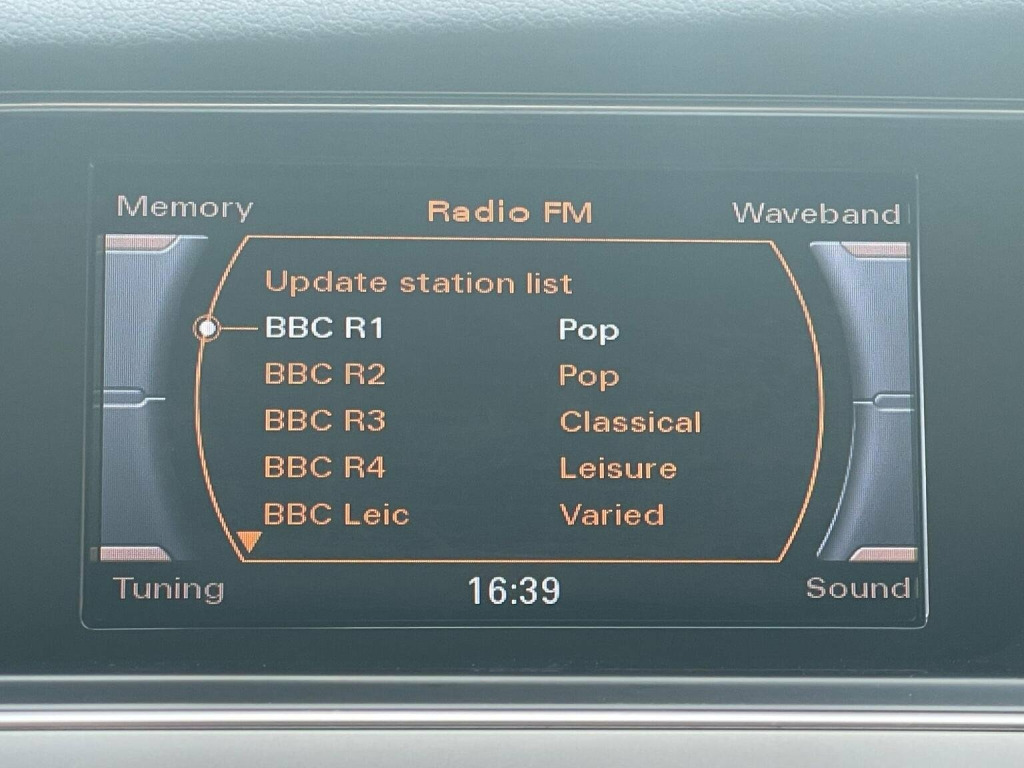 Memory Radio FM Waveband
Update station list
BBC R1 Pop
BBC R2 Pop
BBC R3 Classical
BBC R4 Leisure
BBC Leic Varied
Tuning 16:39 Sound